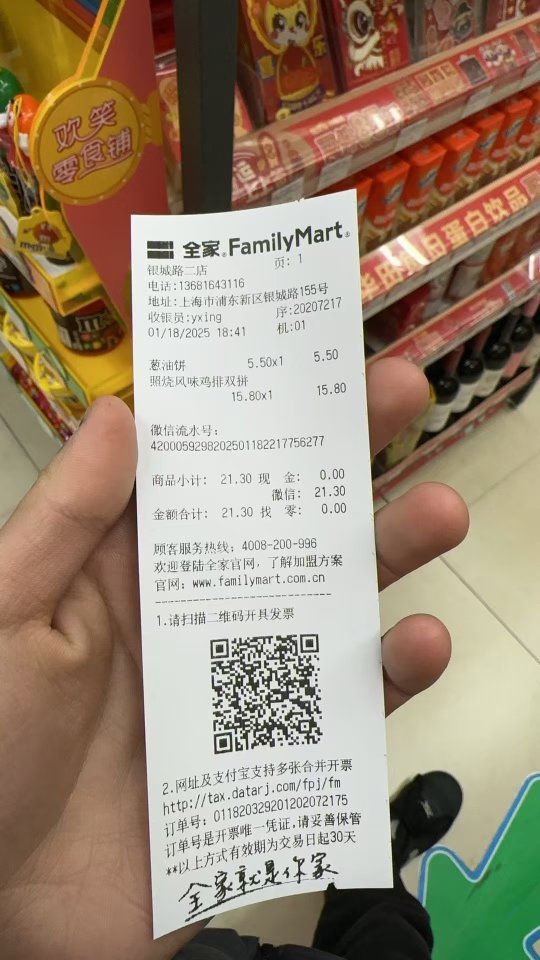 欢笑
零食铺
m&m's
蛋白饮品
全家 FamilyMart
银城路二店 页: 1
电话:13681643116
地址:上海市浦东新区银城路155号
收银员:yxing 序:20207217
01/18/2025 18:41 机:01
葱油饼 5.50x1 5.50
照烧风味鸡排双拼
15.80x1 15.80
微信流水号:
4200059298202501182217756277
商品小计: 21.30 现 金: 0.00
微信: 21.30
金额合计: 21.30 找 零: 0.00
顾客服务热线: 4008-200-996
欢迎登陆全家官网,了解加盟方案
官网: www.familymart.com.cn
------------------------------
1.请扫描二维码开具发票
2.网址及支付宝支持多张合并开票
http://tax.datarj.com/fpj/fm
订单号: 011820329201202072175
订单号是开票唯一凭证,请妥善保管
**以上方式有效期为交易日起30天
全家就是你家